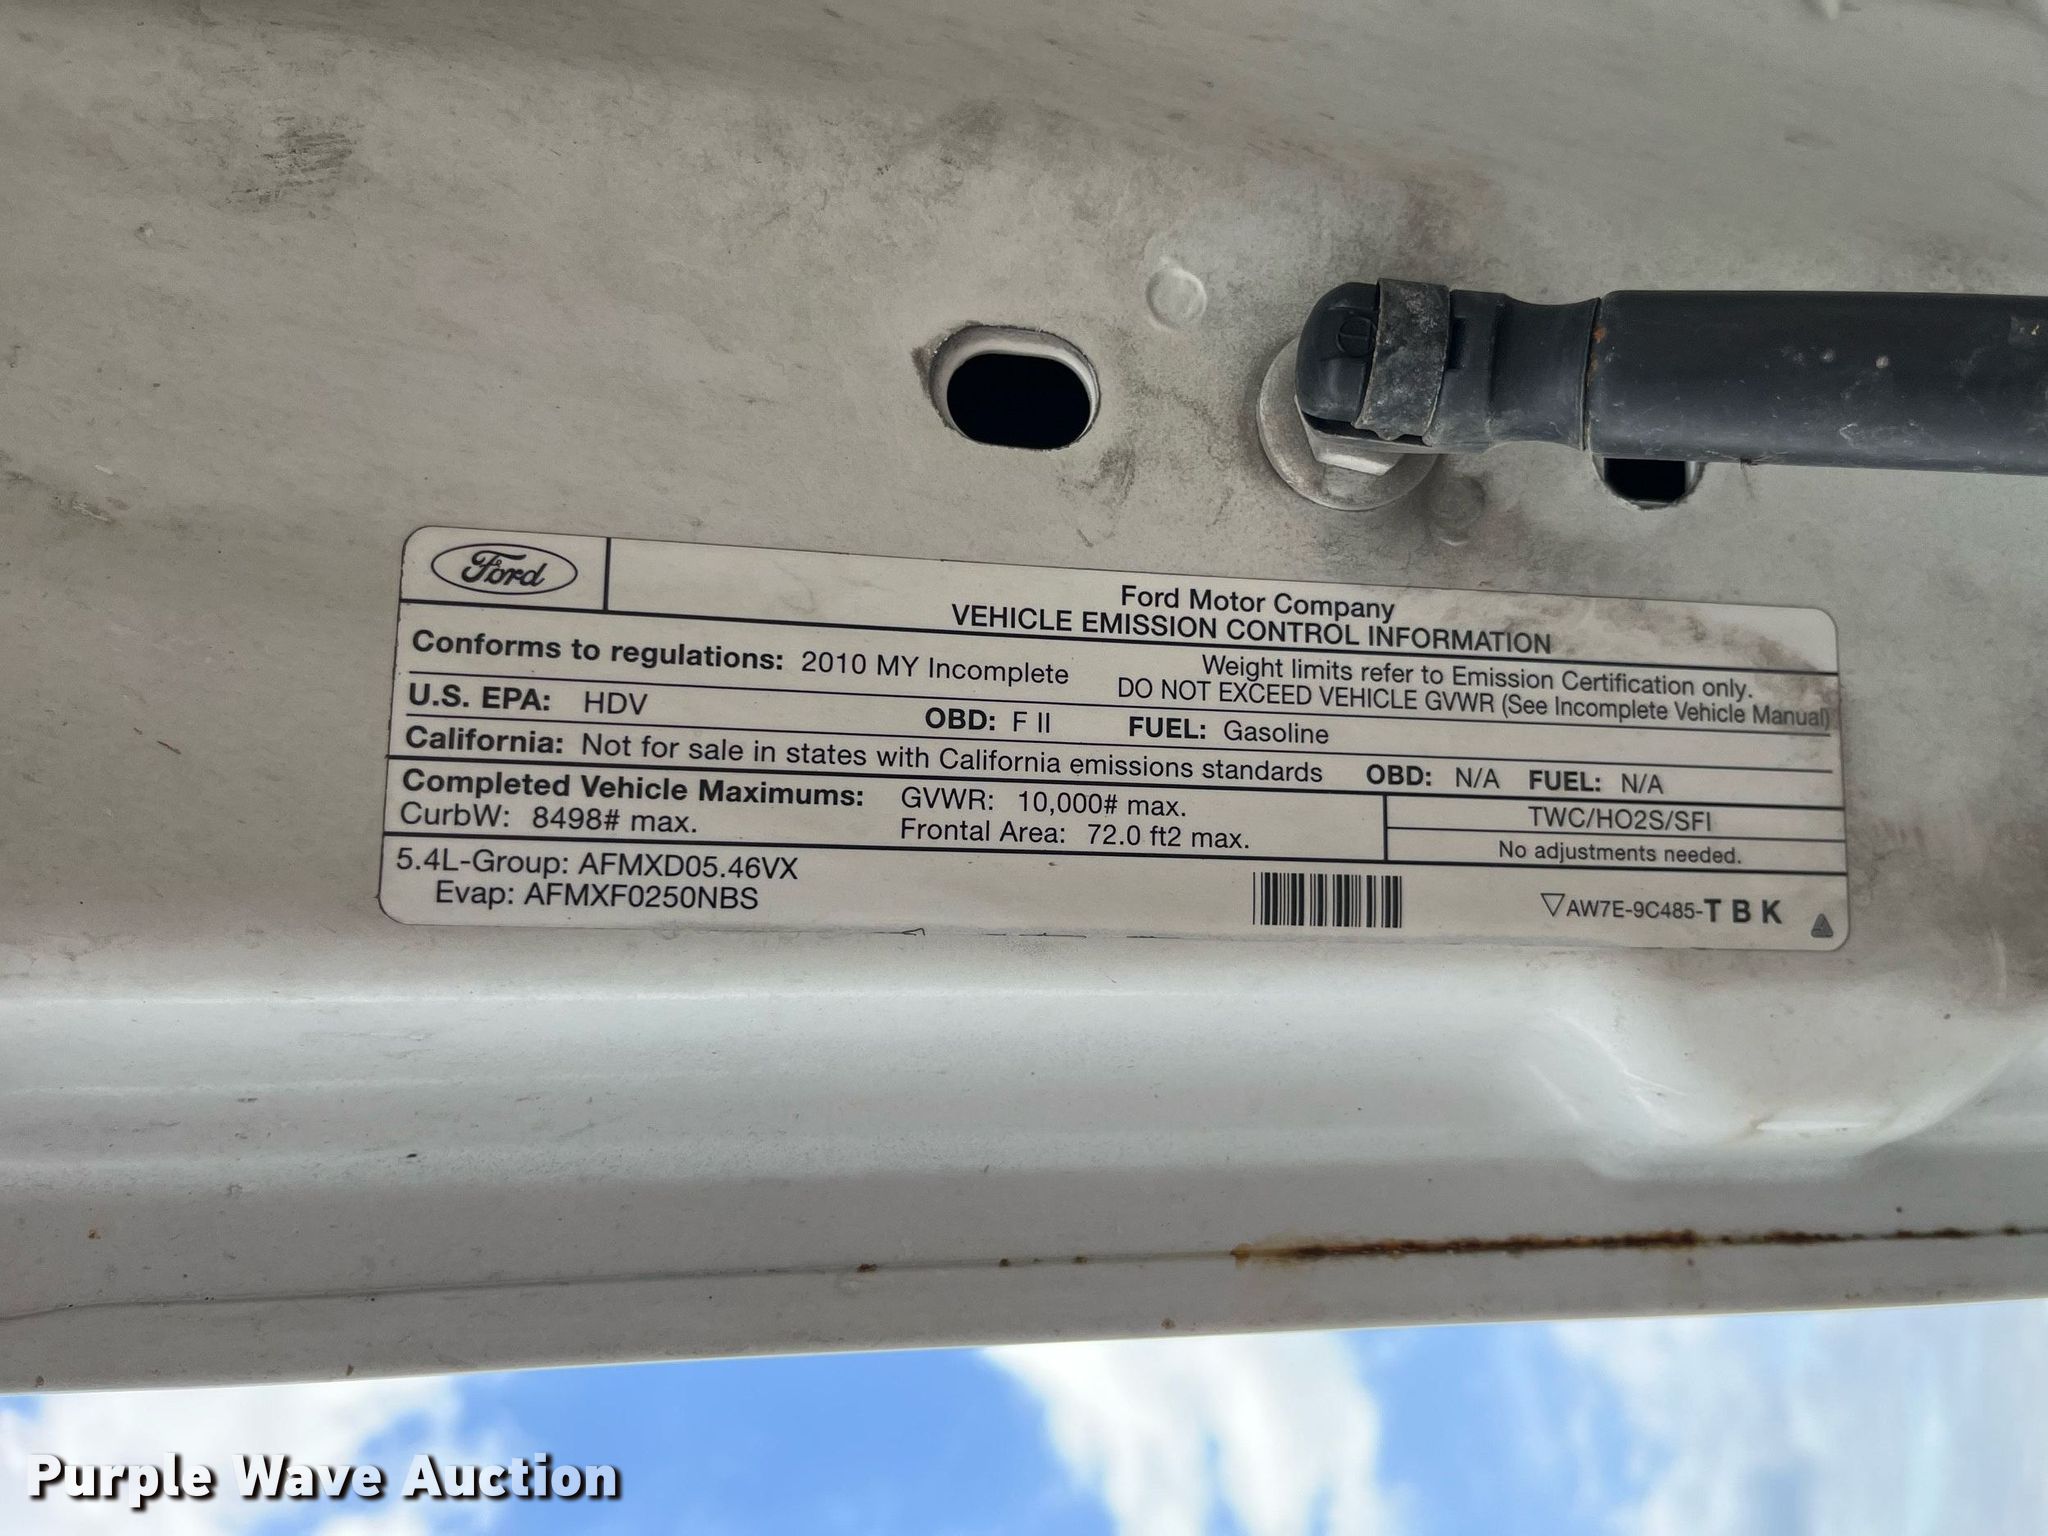 Ford
Ford Motor Company
VEHICLE EMISSION CONTROL INFORMATION
Conforms to regulations: 2010 MY Incomplete
Weight limits refer to Emission Certification only.
DO NOT EXCEED VEHICLE GVWR (See Incomplete Vehicle Manual)
U.S. EPA: HDV OBD: F II FUEL: Gasoline
California: Not for sale in states with California emissions standards OBD: N/A FUEL: N/A
Completed Vehicle Maximums: GVWR: 10,000# max.
CurbW: 8498# max. Frontal Area: 72.0 ft2 max.
TWC/HO2S/SFI
No adjustments needed.
5.4L-Group: AFMXD05.46VX
Evap: AFMXF0250NBS
AW7E-9C485-TBK
Purple Wave Auction